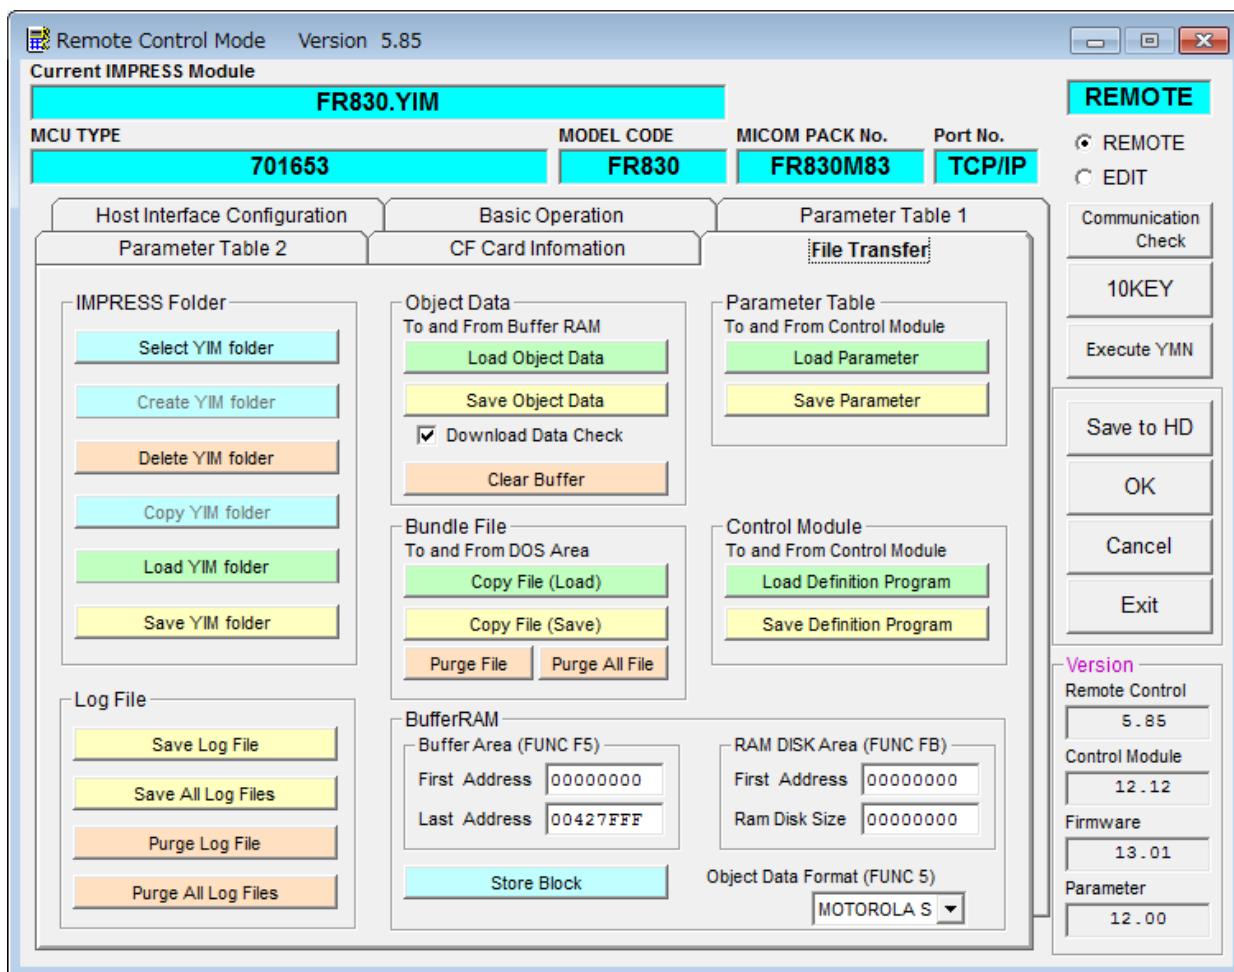 Remote Control Mode Version 5.85
Current IMPRESS Module
FR830.YIM
REMOTE
MCU TYPE
MODEL CODE
MICOM PACK No.
Port No.
701653
FR830
FR830M83
TCP/IP
REMOTE
EDIT
Host Interface Configuration
Basic Operation
Parameter Table 1
Parameter Table 2
CF Card Infomation
File Transfer
IMPRESS Folder
Select YIM folder
Create YIM folder
Delete YIM folder
Copy YIM folder
Load YIM folder
Save YIM folder
Log File
Save Log File
Save All Log Files
Purge Log File
Purge All Log Files
Object Data
To and From Buffer RAM
Load Object Data
Save Object Data
Download Data Check
Clear Buffer
Bundle File
To and From DOS Area
Copy File (Load)
Copy File (Save)
Purge File
Purge All File
Parameter Table
To and From Control Module
Load Parameter
Save Parameter
Control Module
To and From Control Module
Load Definition Program
Save Definition Program
BufferRAM
Buffer Area (FUNC F5)
First Address 00000000
Last Address 00427FFF
Store Block
RAM DISK Area (FUNC FB)
First Address 00000000
Ram Disk Size 00000000
Object Data Format (FUNC 5)
MOTOROLA S
Communication
Check
10KEY
Execute YMN
Save to HD
OK
Cancel
Exit
Version
Remote Control
5.85
Control Module
12.12
Firmware
13.01
Parameter
12.00